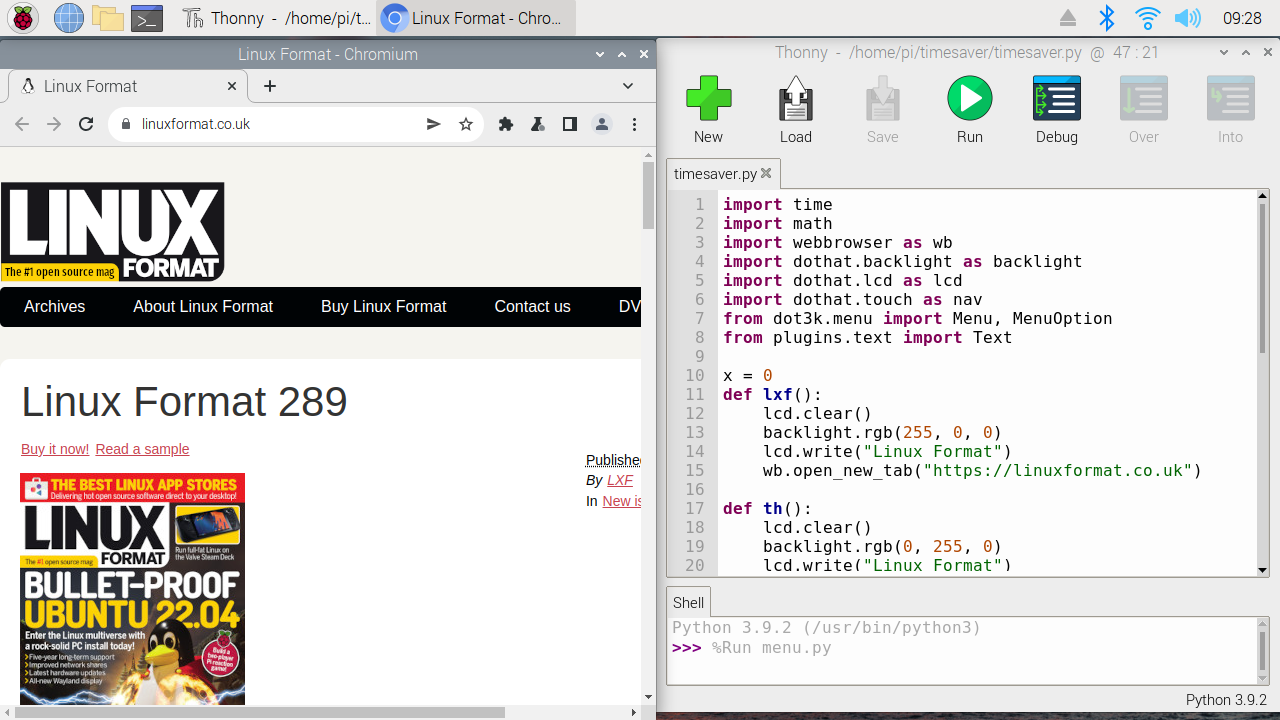 Thonny - /home/pi/t...
Linux Format - Chro...
09:28
Linux Format - Chromium
Linux Format
linuxformat.co.uk
LINUX
FORMAT
The #1 open source mag
Archives
About Linux Format
Buy Linux Format
Contact us
DV
Linux Format 289
Buy it now! Read a sample
Published
By LXF
In New is
THE BEST LINUX APP STORES
Delivering hot open source software direct to your desktop!
LINUX
FORMAT
The #1 open source mag
Run full-fat Linux on
the Valve Steam Deck
BULLET-PROOF
UBUNTU 22.04
Enter the Linux multiverse with
a rock-solid PC install today!
Five-year long-term support
Improved network shares
Latest hardware updates
All-new Wayland display
Build a
two-player
Pi reaction
game!
Thonny - /home/pi/timesaver/timesaver.py @ 47 : 21
New
Load
Save
Run
Debug
Over
Into
timesaver.py
1 import time
2 import math
3 import webbrowser as wb
4 import dothat.backlight as backlight
5 import dothat.lcd as lcd
6 import dothat.touch as nav
7 from dot3k.menu import Menu, MenuOption
8 from plugins.text import Text
9
10 x = 0
11 def lxf():
12     lcd.clear()
13     backlight.rgb(255, 0, 0)
14     lcd.write("Linux Format")
15     wb.open_new_tab("https://linuxformat.co.uk")
16
17 def th():
18     lcd.clear()
19     backlight.rgb(0, 255, 0)
20     lcd.write("Linux Format")
Shell
Python 3.9.2 (/usr/bin/python3)
>>> %Run menu.py
Python 3.9.2